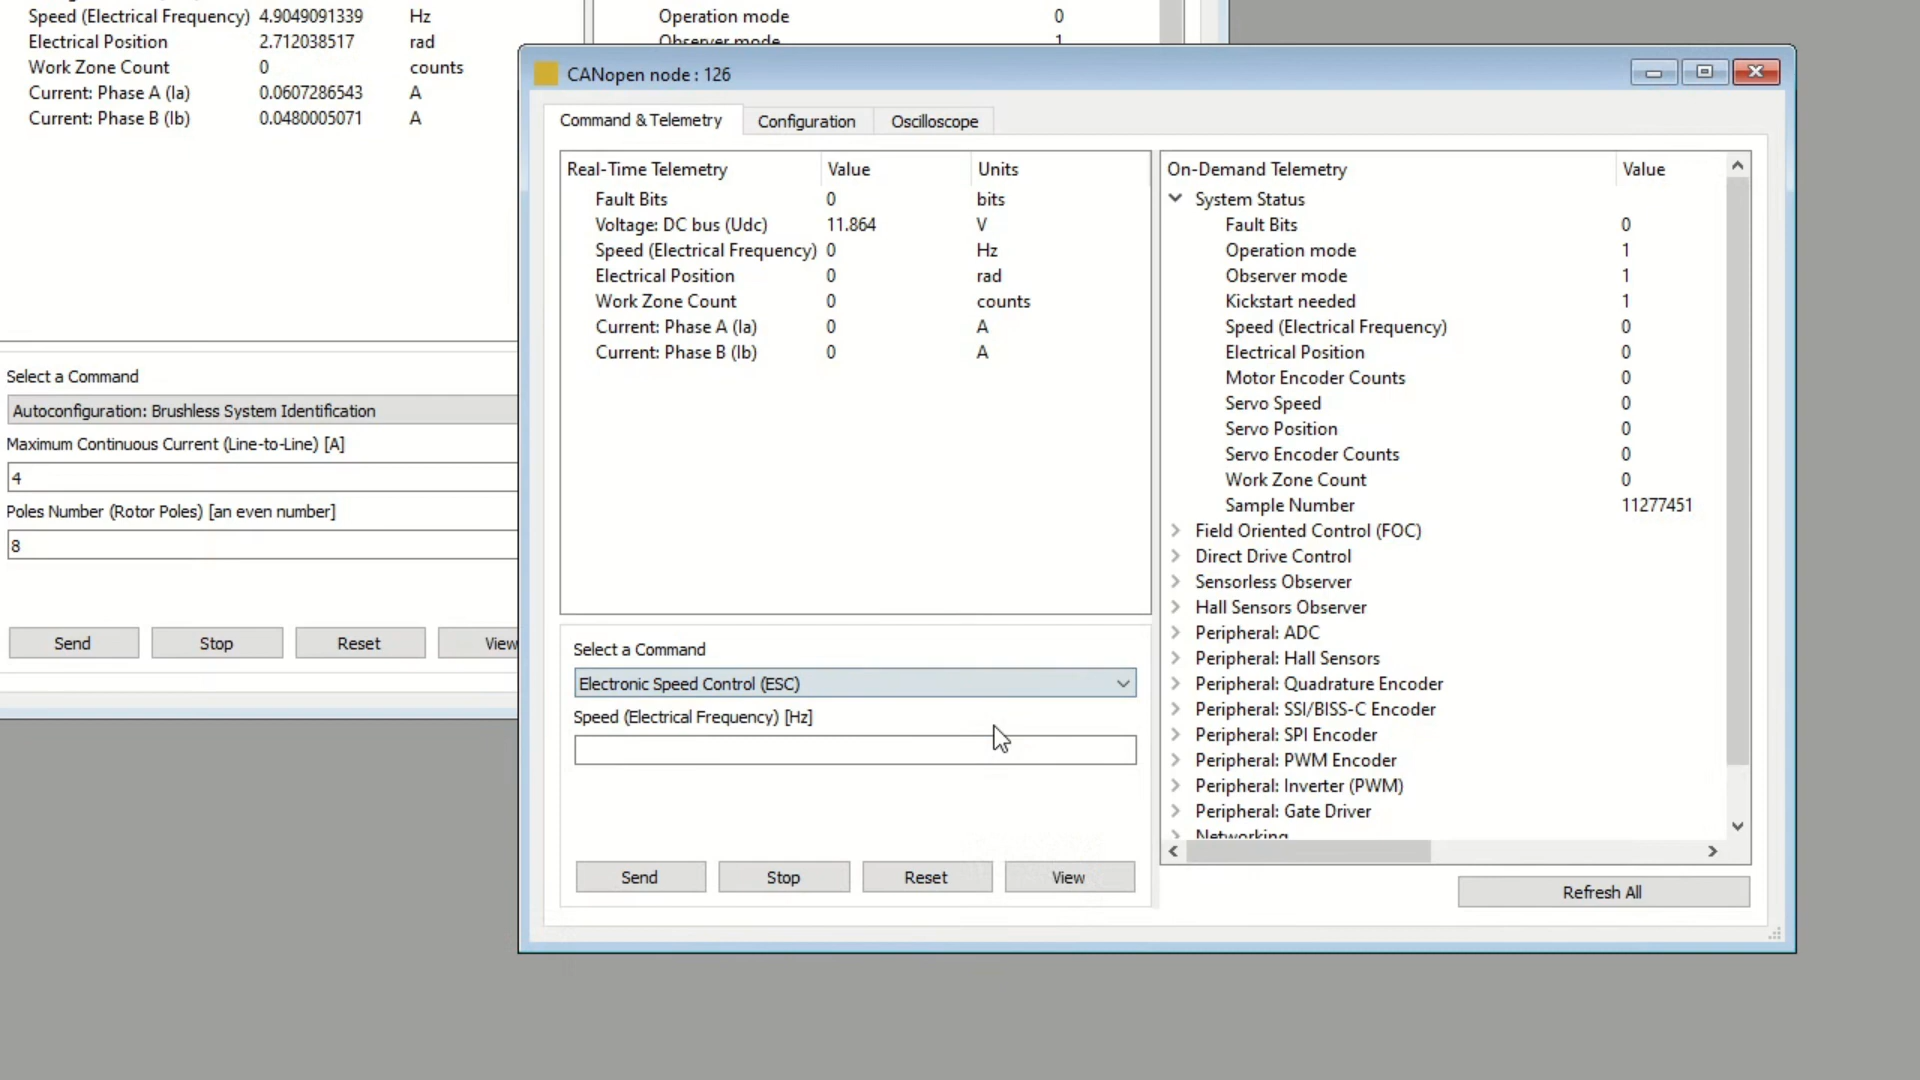 Speed (Electrical Frequency) 4.9049091339 Hz
Electrical Position 2.712038517 rad
Work Zone Count 0 counts
Current: Phase A (Ia) 0.0607286543 A
Current: Phase B (Ib) 0.0480005071 A
Operation mode 0
Observer mode 1
Select a Command
Autoconfiguration: Brushless System Identification
Maximum Continuous Current (Line-to-Line) [A]
4
Poles Number (Rotor Poles) [an even number]
8
Send Stop Reset View
CANopen node : 126
Command & Telemetry Configuration Oscilloscope
Real-Time Telemetry Value Units
Fault Bits 0 bits
Voltage: DC bus (Udc) 11.864 V
Speed (Electrical Frequency) 0 Hz
Electrical Position 0 rad
Work Zone Count 0 counts
Current: Phase A (Ia) 0 A
Current: Phase B (Ib) 0 A
Select a Command
Electronic Speed Control (ESC)
Speed (Electrical Frequency) [Hz]
Send Stop Reset View
On-Demand Telemetry Value
System Status
Fault Bits 0
Operation mode 1
Observer mode 1
Kickstart needed 1
Speed (Electrical Frequency) 0
Electrical Position 0
Motor Encoder Counts 0
Servo Speed 0
Servo Position 0
Servo Encoder Counts 0
Work Zone Count 0
Sample Number 11277451
Field Oriented Control (FOC)
Direct Drive Control
Sensorless Observer
Hall Sensors Observer
Peripheral: ADC
Peripheral: Hall Sensors
Peripheral: Quadrature Encoder
Peripheral: SSI/BISS-C Encoder
Peripheral: SPI Encoder
Peripheral: PWM Encoder
Peripheral: Inverter (PWM)
Peripheral: Gate Driver
Networking
Refresh All